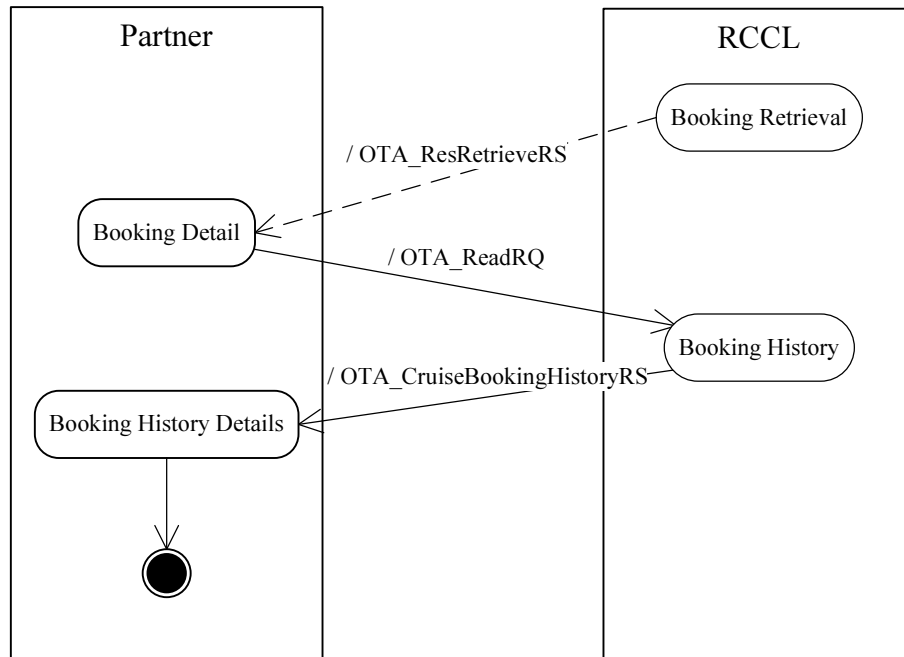 Partner
RCCL
Booking Retrieval
/ OTA_ResRetrieveRS
Booking Detail
/ OTA_ReadRQ
Booking History
/ OTA_CruiseBookingHistoryRS
Booking History Details